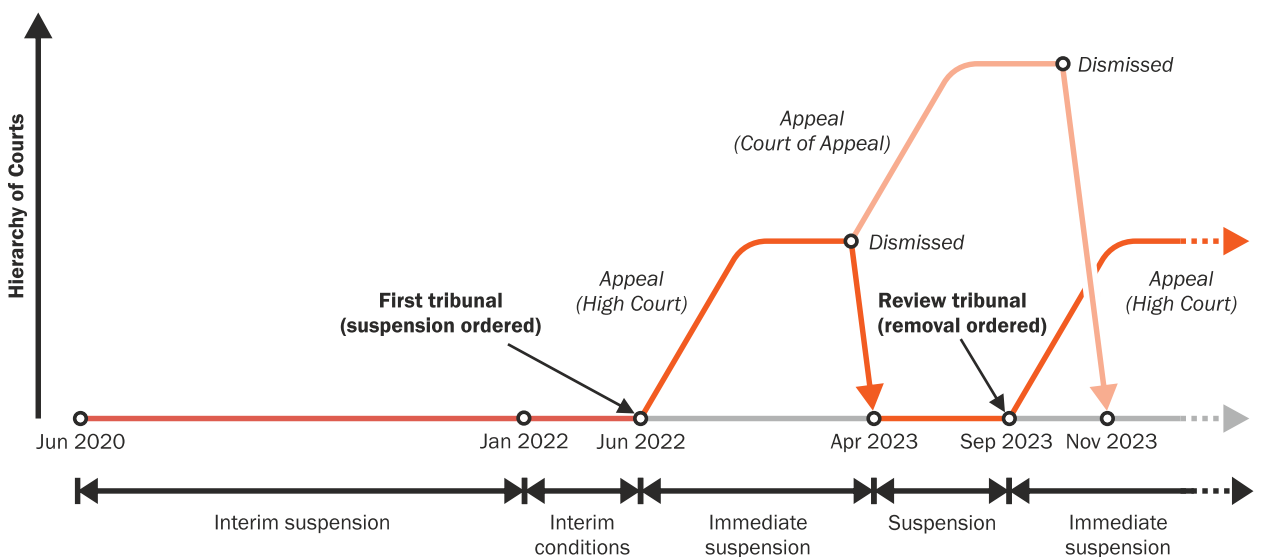 Hierarchy of Courts
Dismissed
Appeal
(Court of Appeal)
Dismissed
Appeal
(High Court)
First tribunal
(suspension ordered)
Review tribunal
(removal ordered)
Appeal
(High Court)
Jun 2020
Jan 2022
Jun 2022
Apr 2023
Sep 2023
Nov 2023
Interim suspension
Interim
conditions
Immediate
suspension
Suspension
Immediate
suspension